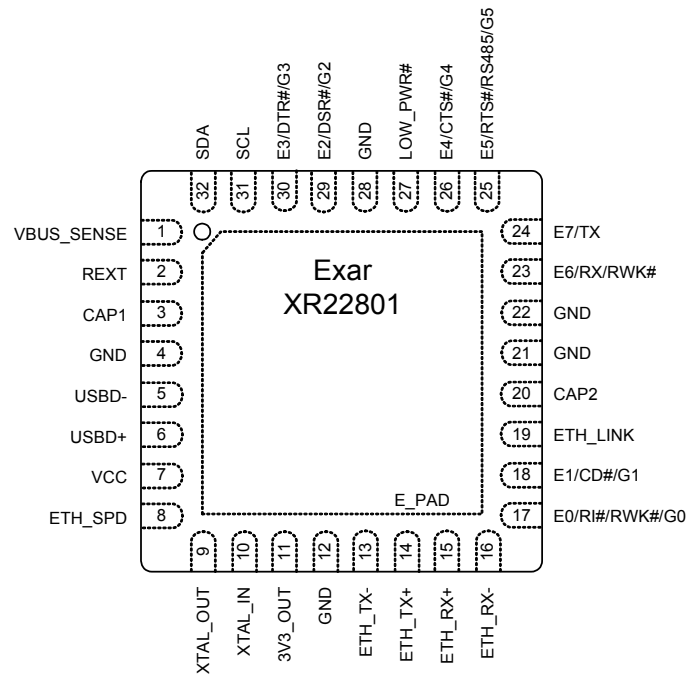 SDA
SCL
E3/DTR#/G3
E2/DSR#/G2
GND
LOW_PWR#
E4/CTS#/G4
E5/RTS#/RS485/G5
32
31
30
29
28
27
26
25
VBUS_SENSE 1
REXT 2
CAP1 3
GND 4
USBD- 5
USBD+ 6
VCC 7
ETH_SPD 8
Exar
XR22801
E_PAD
24 E7/TX
23 E6/RX/RWK#
22 GND
21 GND
20 CAP2
19 ETH_LINK
18 E1/CD#/G1
17 E0/RI#/RWK#/G0
9
10
11
12
13
14
15
16
XTAL_OUT
XTAL_IN
3V3_OUT
GND
ETH_TX-
ETH_TX+
ETH_RX+
ETH_RX-